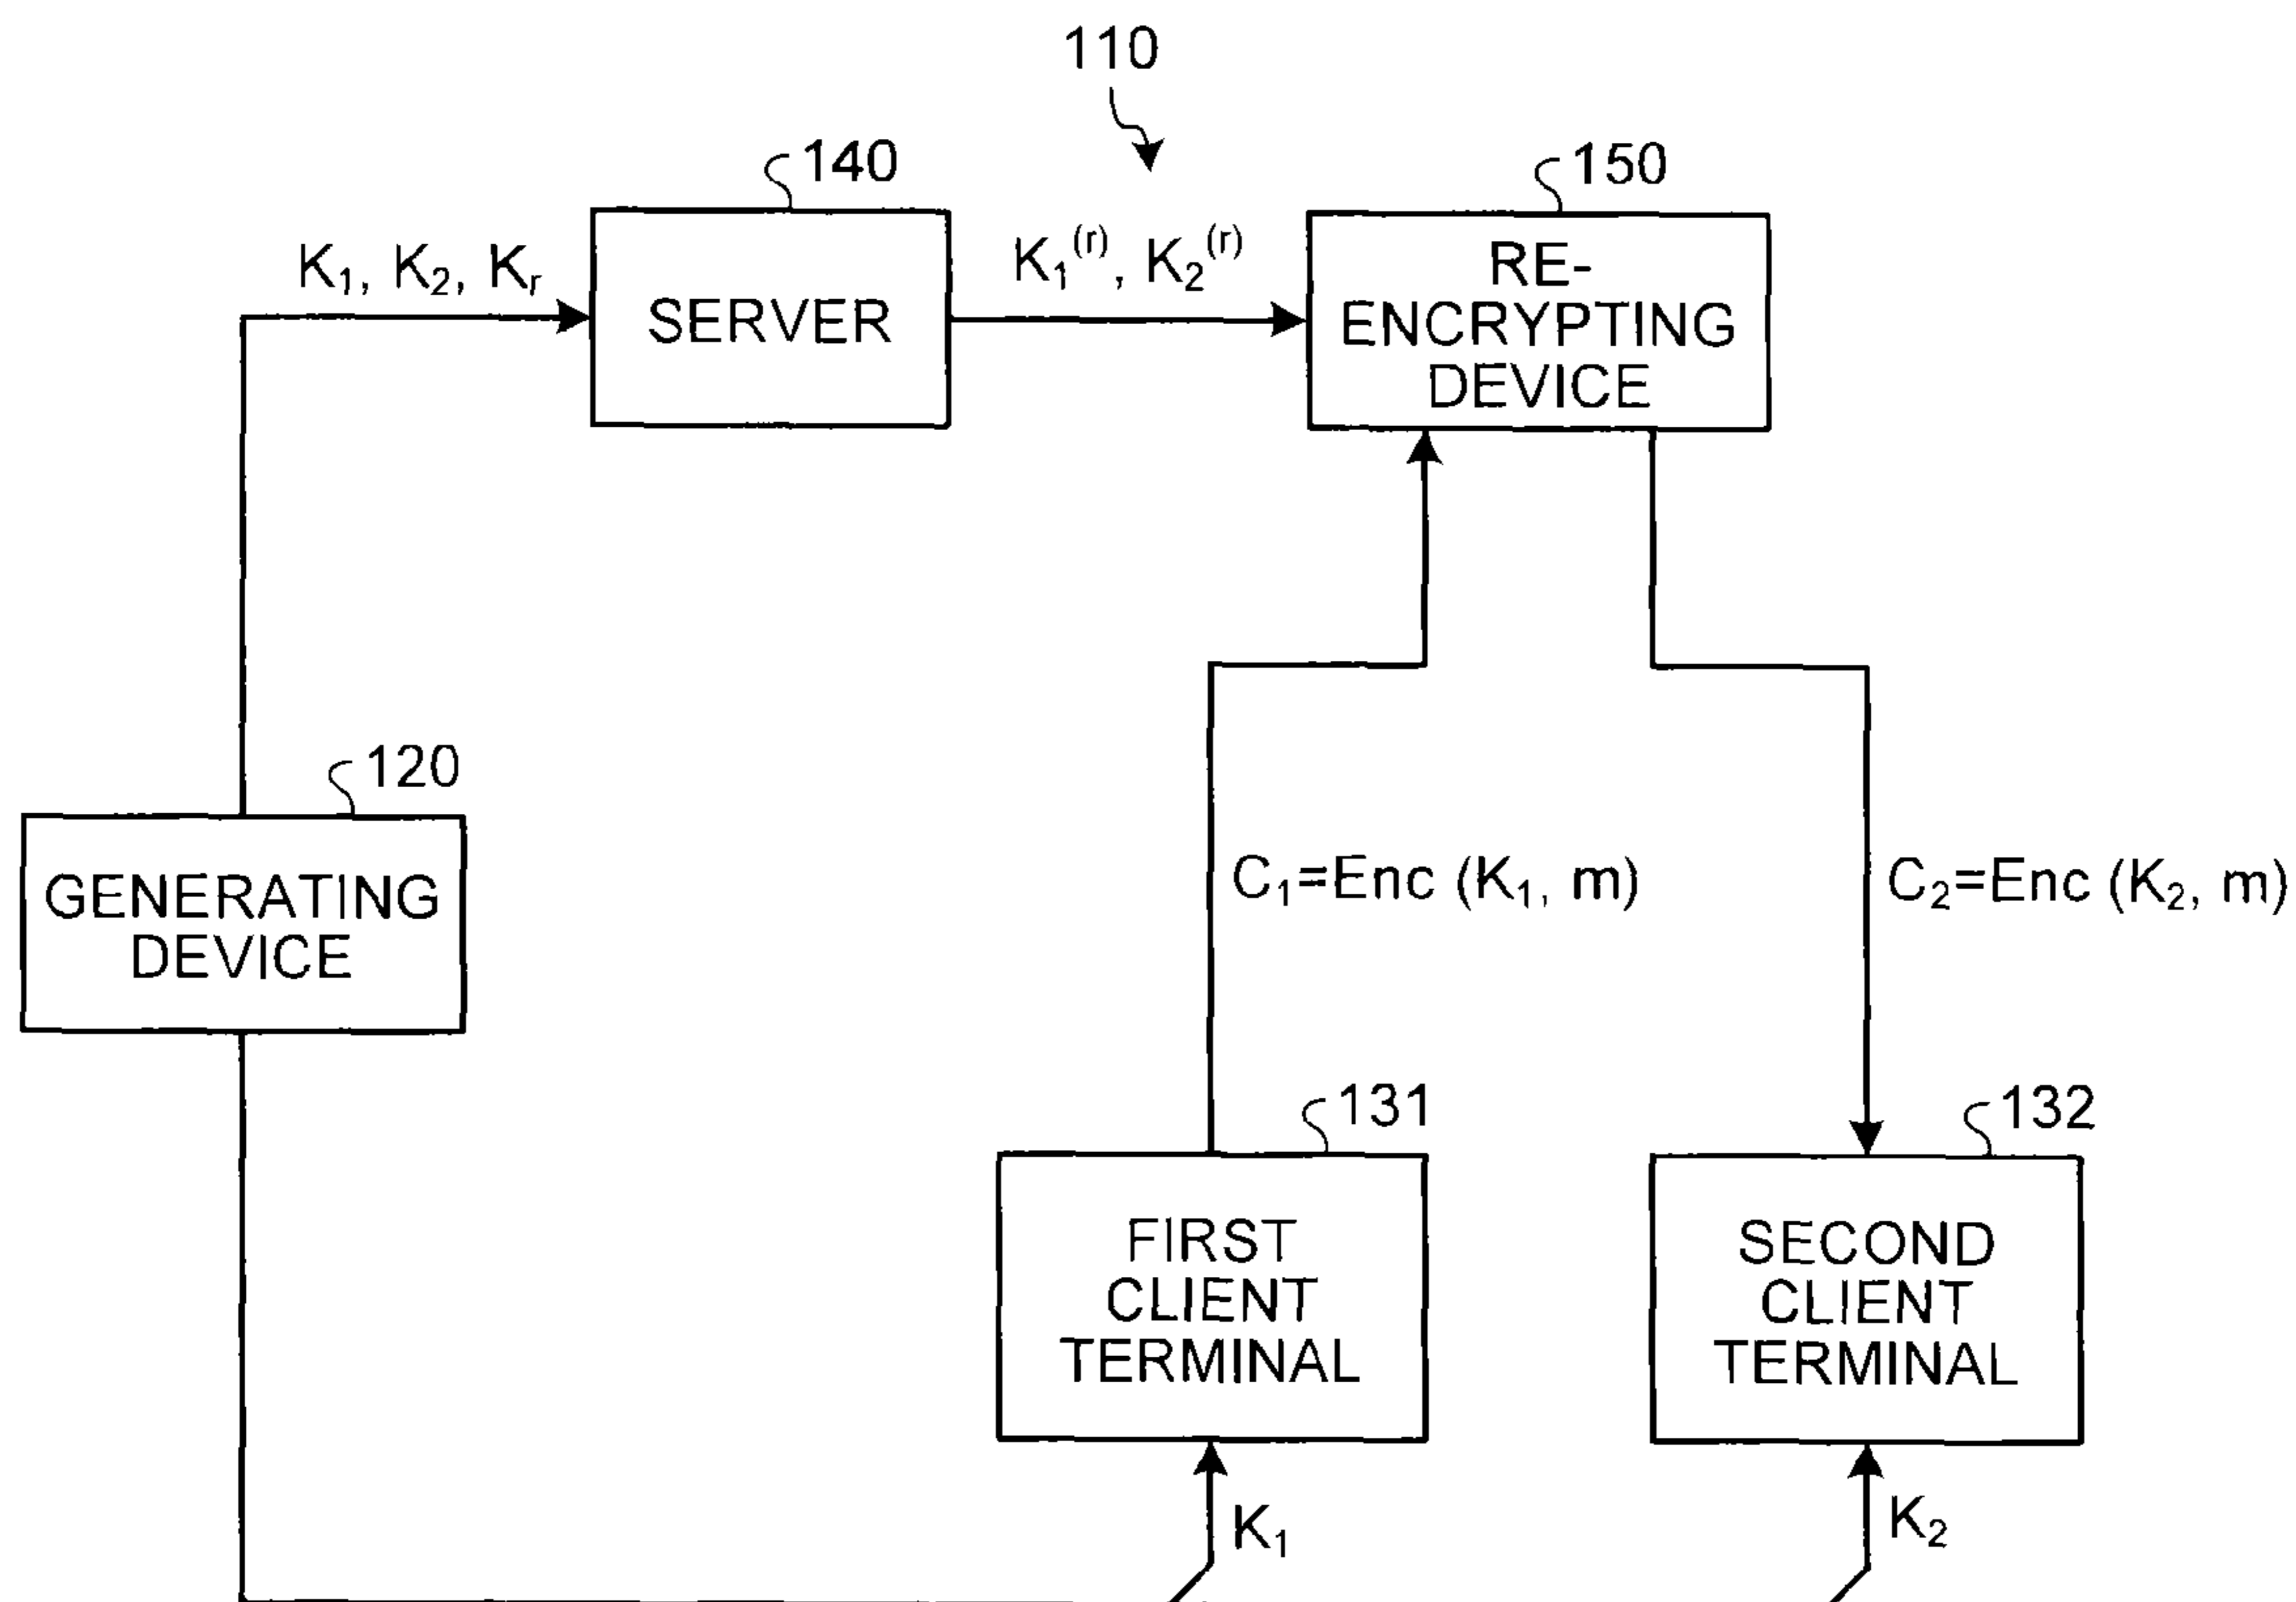 110
140
150
K₁, K₂, Kᵣ
SERVER
K₁⁽ʳ⁾, K₂⁽ʳ⁾
RE-
ENCRYPTING
DEVICE
120
GENERATING
DEVICE
C₁=Enc (K₁, m)
C₂=Enc (K₂, m)
131
132
FIRST
CLIENT
TERMINAL
SECOND
CLIENT
TERMINAL
K₁
K₂